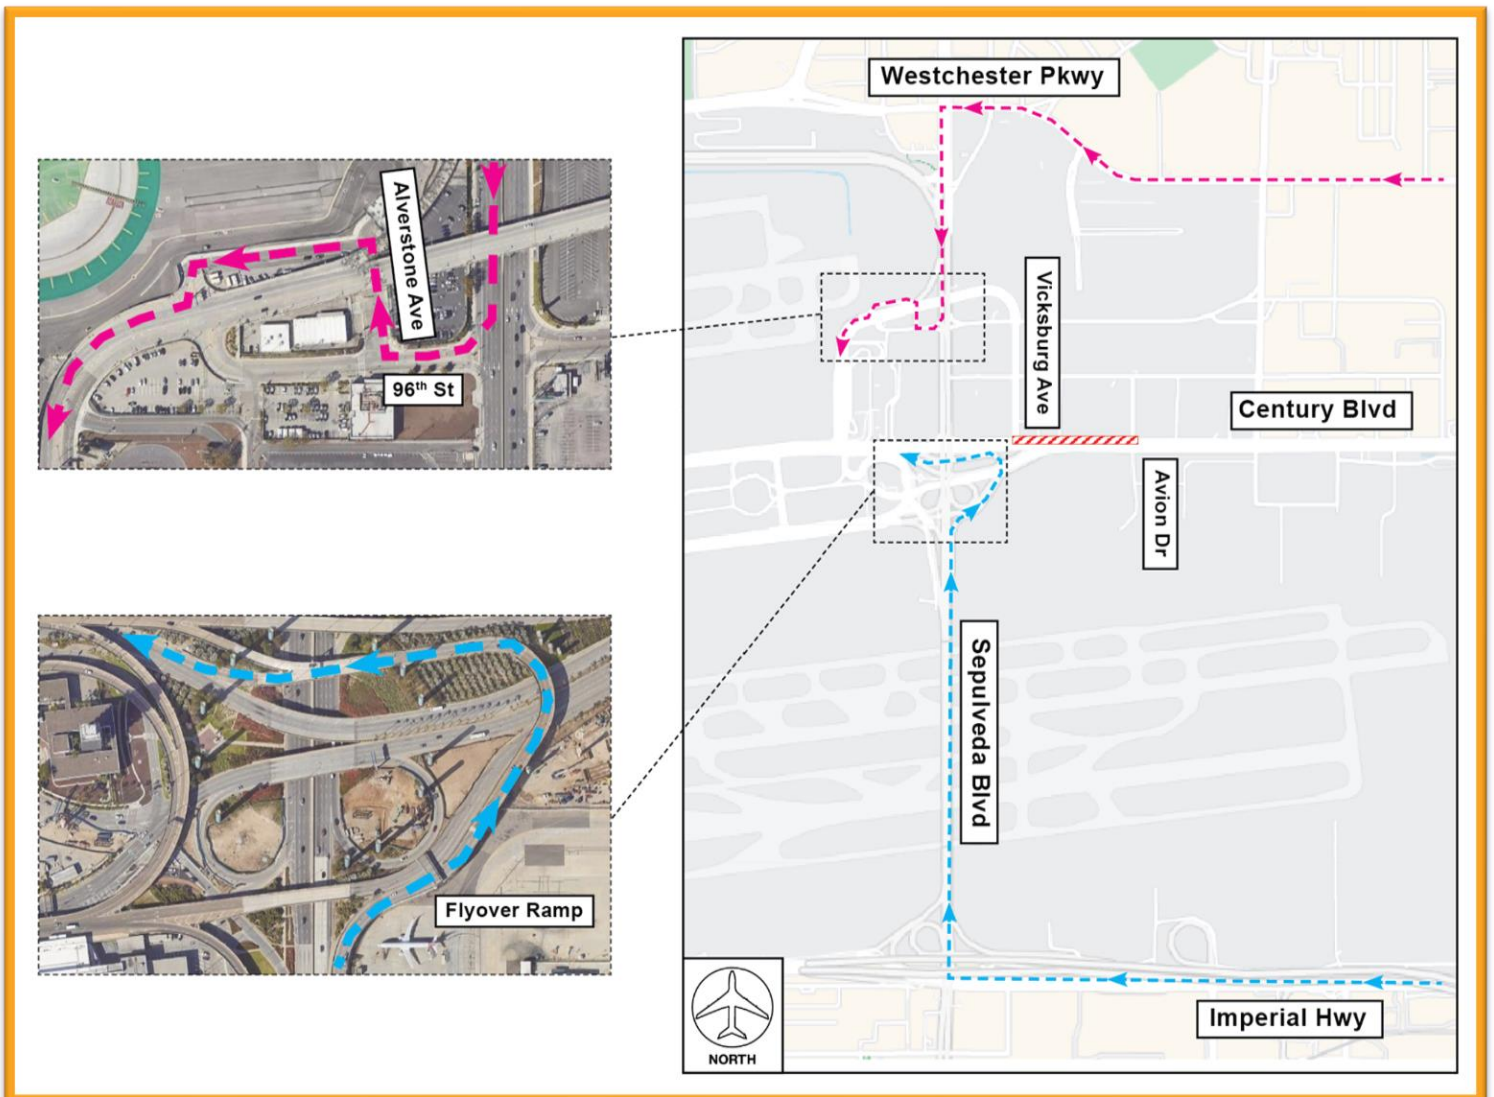 Westchester Pkwy
Alverstone Ave
96th St
Vicksburg Ave
Century Blvd
Avion Dr
Sepulveda Blvd
Flyover Ramp
Imperial Hwy
NORTH